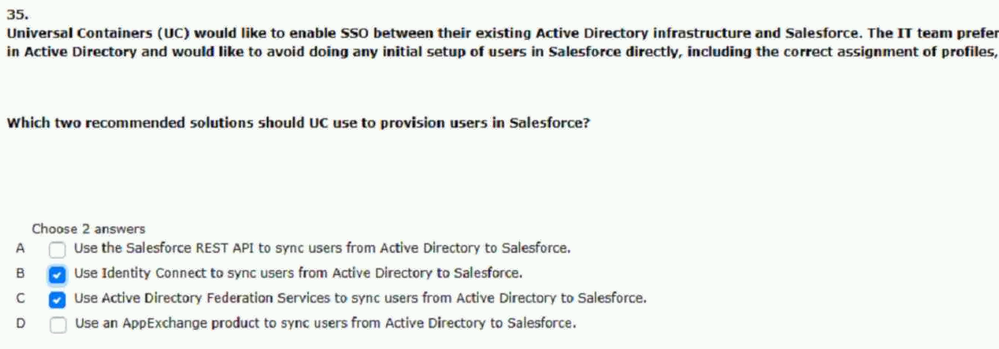 35.
Universal Containers (UC) would like to enable SSO between their existing Active Directory infrastructure and Salesforce. The IT team prefer
in Active Directory and would like to avoid doing any initial setup of users in Salesforce directly, including the correct assignment of profiles,
Which two recommended solutions should UC use to provision users in Salesforce?
Choose 2 answers
A Use the Salesforce REST API to sync users from Active Directory to Salesforce.
B Use Identity Connect to sync users from Active Directory to Salesforce.
C Use Active Directory Federation Services to sync users from Active Directory to Salesforce.
D Use an AppExchange product to sync users from Active Directory to Salesforce.